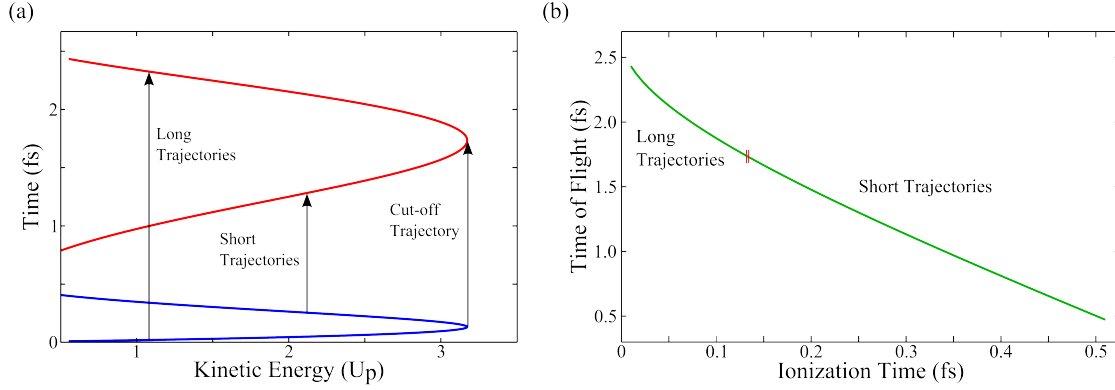 (a)
2
1
0
Time (fs)
Long
Trajectories
Short
Trajectories
Cut-off
Trajectory
1
2
3
Kinetic Energy (Up)
(b)
2.5
2.0
1.5
1.0
0.5
Time of Flight (fs)
Long
Trajectories
Short Trajectories
0
0.1
0.2
0.3
0.4
0.5
Ionization Time (fs)